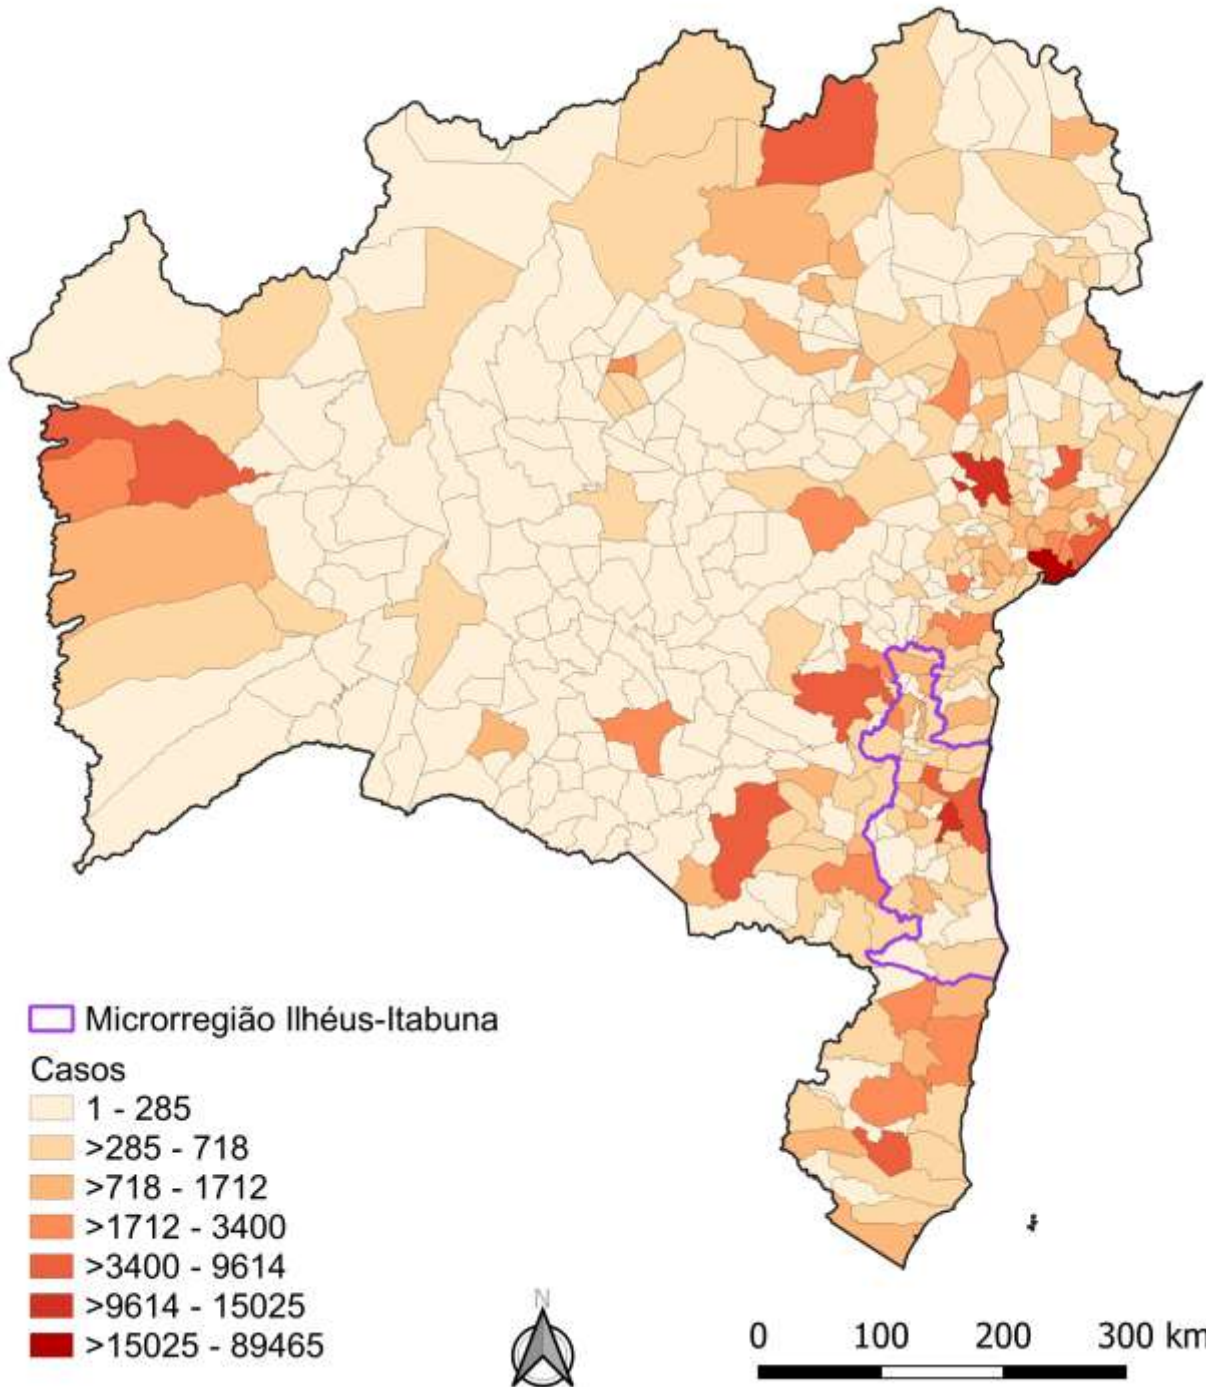 Microrregião Ilhéus-Itabuna
Casos
1 - 285
>285 - 718
>718 - 1712
>1712 - 3400
>3400 - 9614
>9614 - 15025
>15025 - 89465
N
0 100 200 300 km